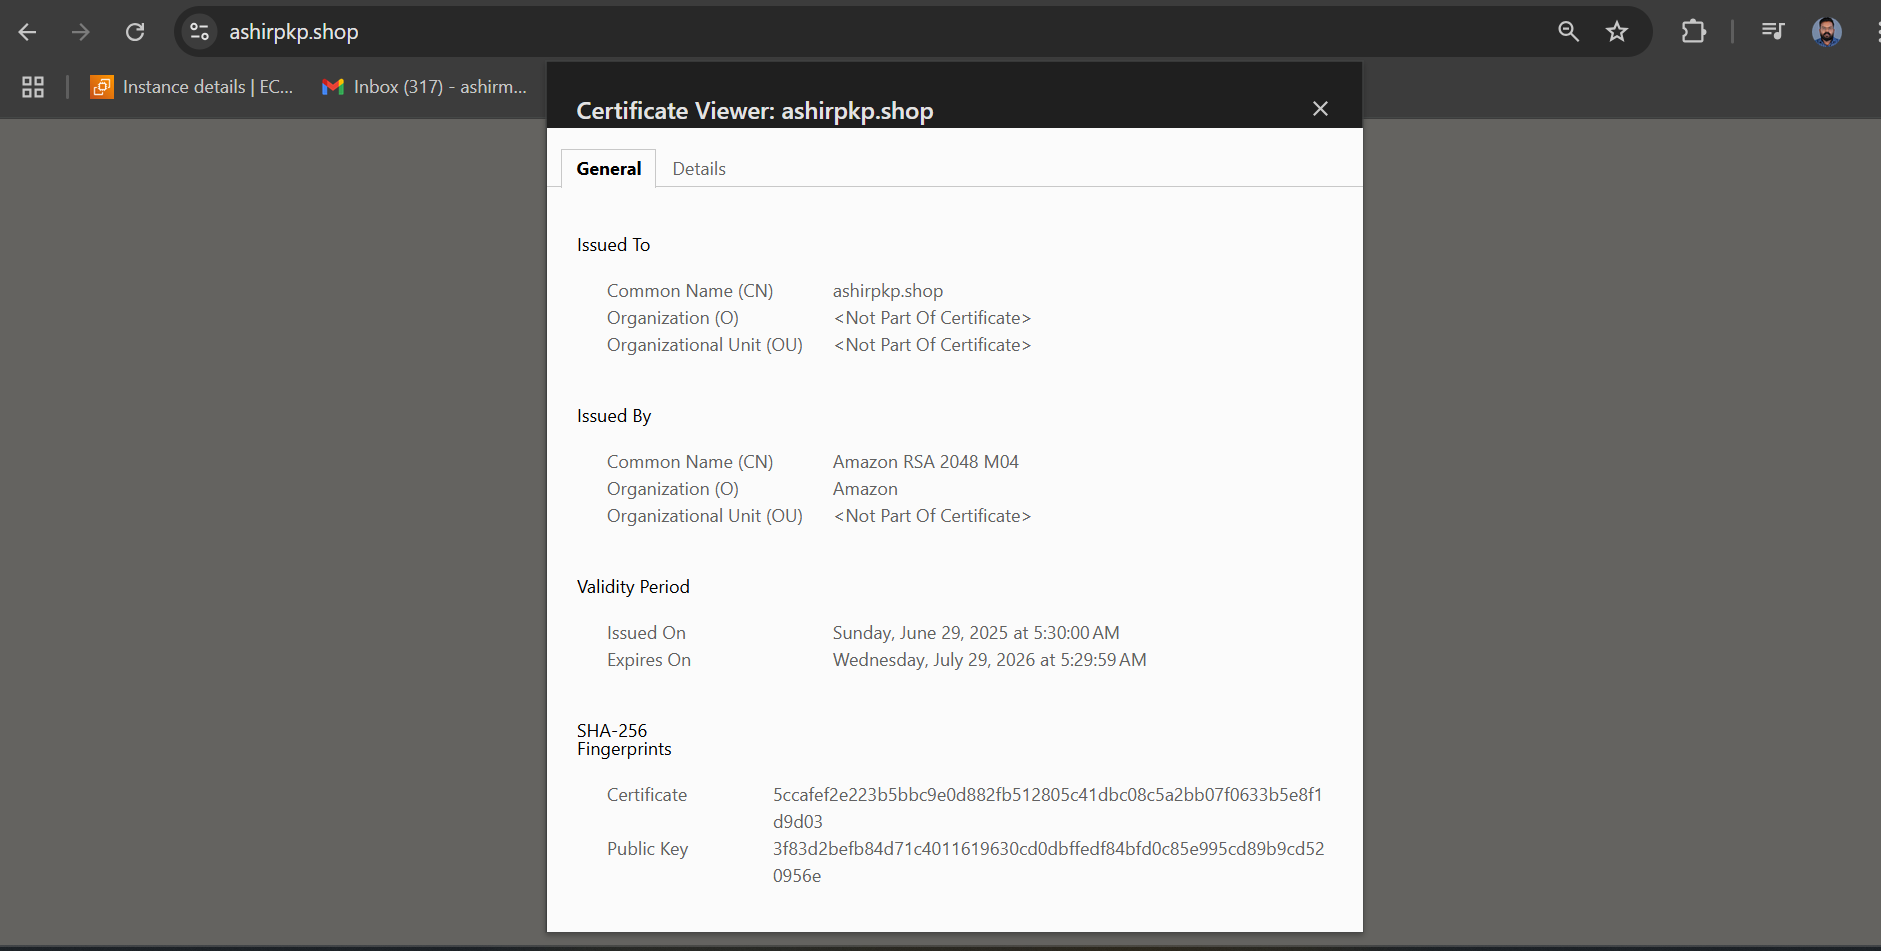 ashirpkp.shop
Instance details | EC...
Inbox (317) - ashirm...
Certificate Viewer: ashirpkp.shop
General
Details
Issued To
Common Name (CN) ashirpkp.shop
Organization (O) <Not Part Of Certificate>
Organizational Unit (OU) <Not Part Of Certificate>
Issued By
Common Name (CN) Amazon RSA 2048 M04
Organization (O) Amazon
Organizational Unit (OU) <Not Part Of Certificate>
Validity Period
Issued On Sunday, June 29, 2025 at 5:30:00 AM
Expires On Wednesday, July 29, 2026 at 5:29:59 AM
SHA-256
Fingerprints
Certificate 5ccafef2e223b5bbc9e0d882fb512805c41dbc08c5a2bb07f0633b5e8f1
d9d03
Public Key 3f83d2befb84d71c4011619630cd0dbffedf84bfd0c85e995cd89b9cd52
0956e